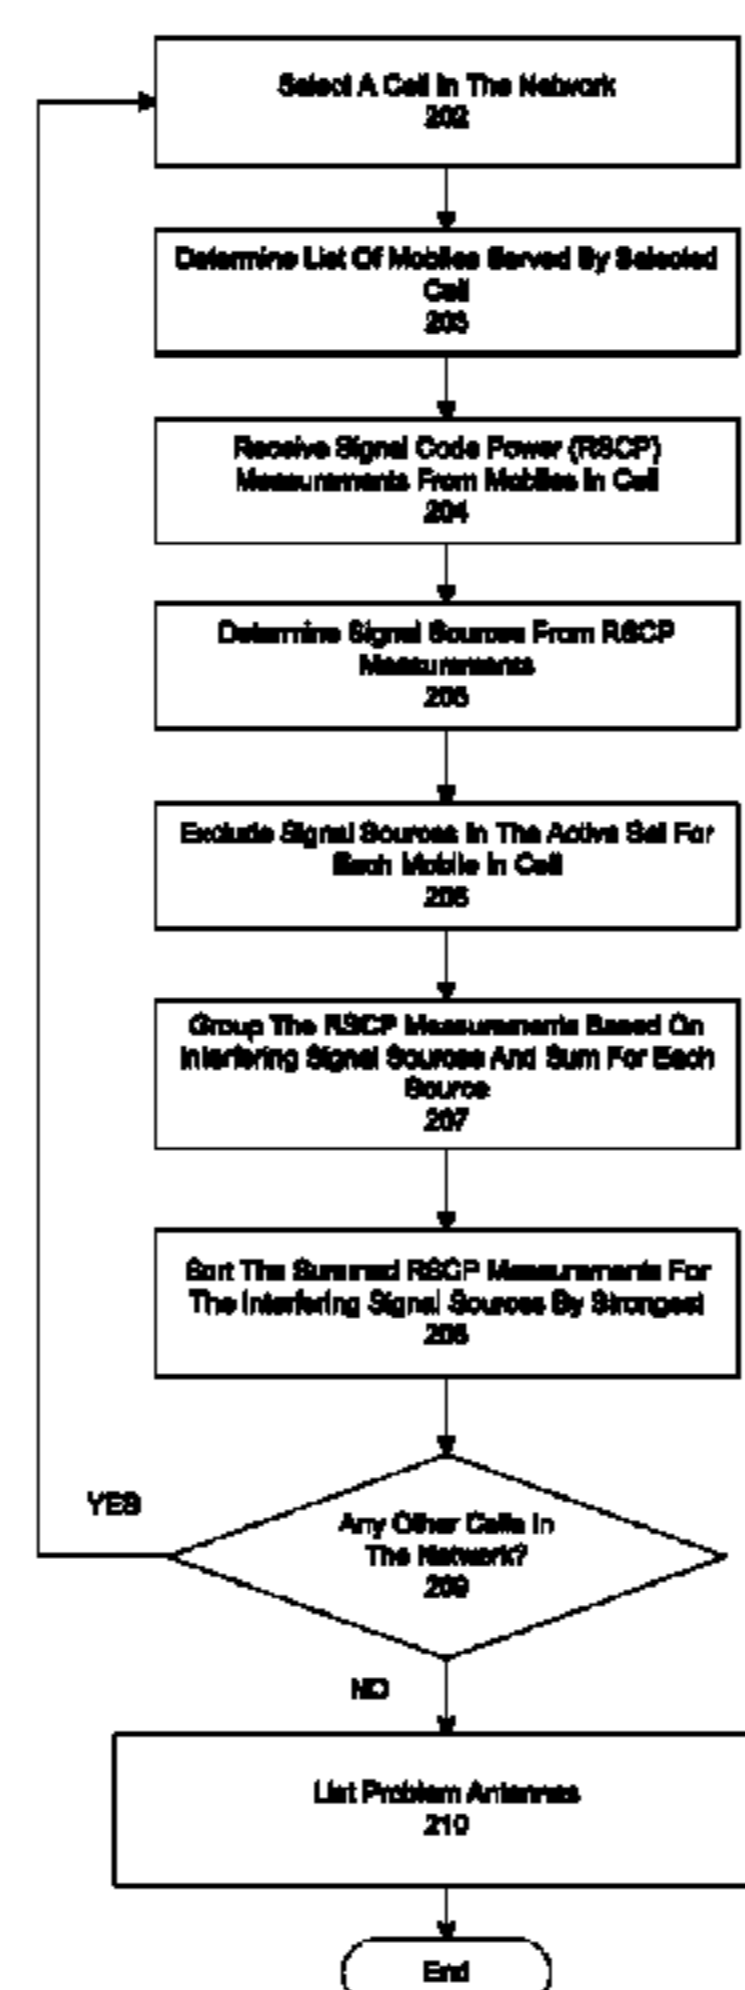 Select A Cell In The Network
202
Determine List Of Mobiles Served By Selected
Cell
203
Receive Signal Code Power (RSCP)
Measurements From Mobiles In Cell
204
Determine Signal Sources From RSCP
Measurements
205
Exclude Signal Sources In The Active Set For
Each Mobile In Cell
206
Group The RSCP Measurements Based On
Interfering Signal Sources And Sum For Each
Source
207
Sort The Summed RSCP Measurements For
The Interfering Signal Sources By Strongest
208
YES
Any Other Cells In
The Network?
209
NO
List Problem Antennas
210
End